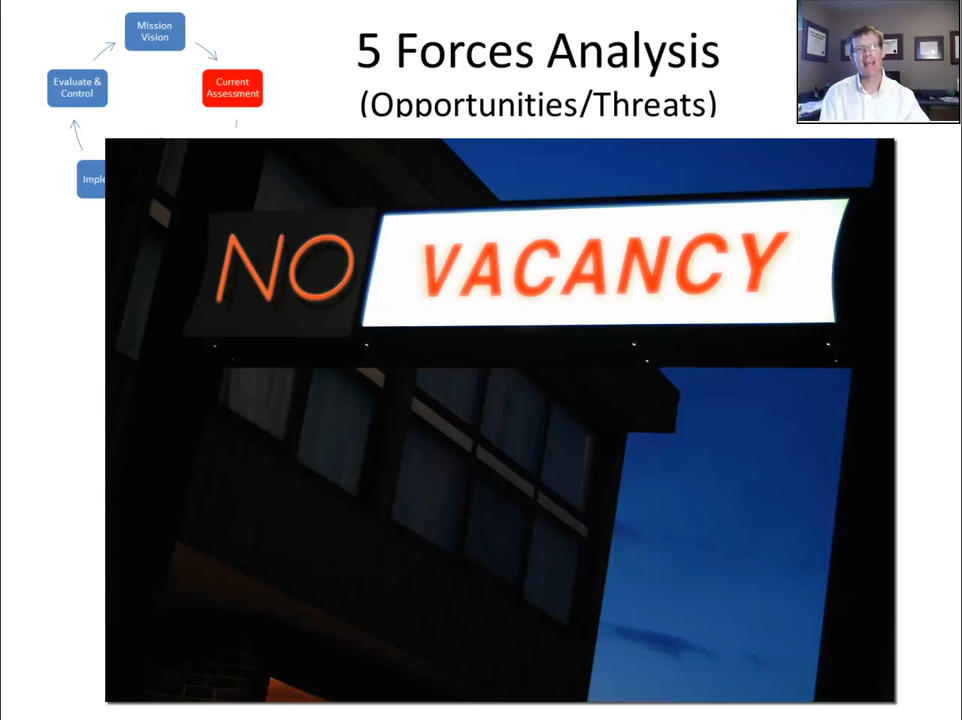 5 Forces Analysis
(Opportunities/Threats)
Mission
Vision
Current
Assessment
Evaluate &
Control
NO VACANCY